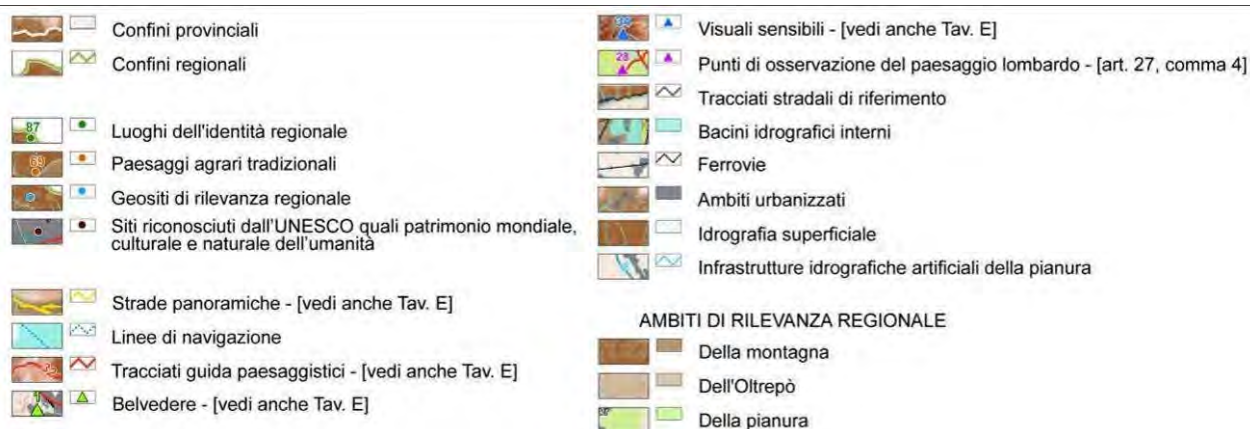 Confini provinciali
Confini regionali
87
Luoghi dell'identità regionale
69
Paesaggi agrari tradizionali
Geositi di rilevanza regionale
Siti riconosciuti dall'UNESCO quali patrimonio mondiale,
culturale e naturale dell'umanità
Strade panoramiche - [vedi anche Tav. E]
Linee di navigazione
Tracciati guida paesaggistici - [vedi anche Tav. E]
Belvedere - [vedi anche Tav. E]
Visuali sensibili - [vedi anche Tav. E]
23
Punti di osservazione del paesaggio lombardo - [art. 27, comma 4]
Tracciati stradali di riferimento
Bacini idrografici interni
Ferrovie
Ambiti urbanizzati
Idrografia superficiale
Infrastrutture idrografiche artificiali della pianura
AMBITI DI RILEVANZA REGIONALE
Della montagna
Dell'Oltrepò
Della pianura